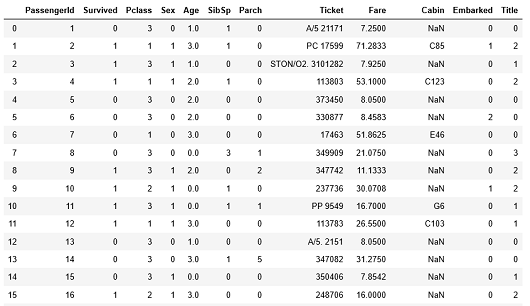 PassengerId Survived Pclass Sex Age SibSp Parch Ticket Fare Cabin Embarked Title
0 1 0 3 0 1.0 1 0 A/5 21171 7.2500 NaN 0 0
1 2 1 1 1 3.0 1 0 PC 17599 71.2833 C85 1 2
2 3 1 3 1 1.0 0 0 STON/O2. 3101282 7.9250 NaN 0 1
3 4 1 1 1 2.0 1 0 113803 53.1000 C123 0 2
4 5 0 3 0 2.0 0 0 373450 8.0500 NaN 0 0
5 6 0 3 0 2.0 0 0 330877 8.4583 NaN 2 0
6 7 0 1 0 3.0 0 0 17463 51.8625 E46 0 0
7 8 0 3 0 0.0 3 1 349909 21.0750 NaN 0 3
8 9 1 3 1 2.0 0 2 347742 11.1333 NaN 0 2
9 10 1 2 1 0.0 1 0 237736 30.0708 NaN 1 2
10 11 1 3 1 0.0 1 1 PP 9549 16.7000 G6 0 1
11 12 1 1 1 3.0 0 0 113783 26.5500 C103 0 1
12 13 0 3 0 1.0 0 0 A/5. 2151 8.0500 NaN 0 0
13 14 0 3 0 3.0 1 5 347082 31.2750 NaN 0 0
14 15 0 3 1 0.0 0 0 350406 7.8542 NaN 0 1
15 16 1 2 1 3.0 0 0 248706 16.0000 NaN 0 2